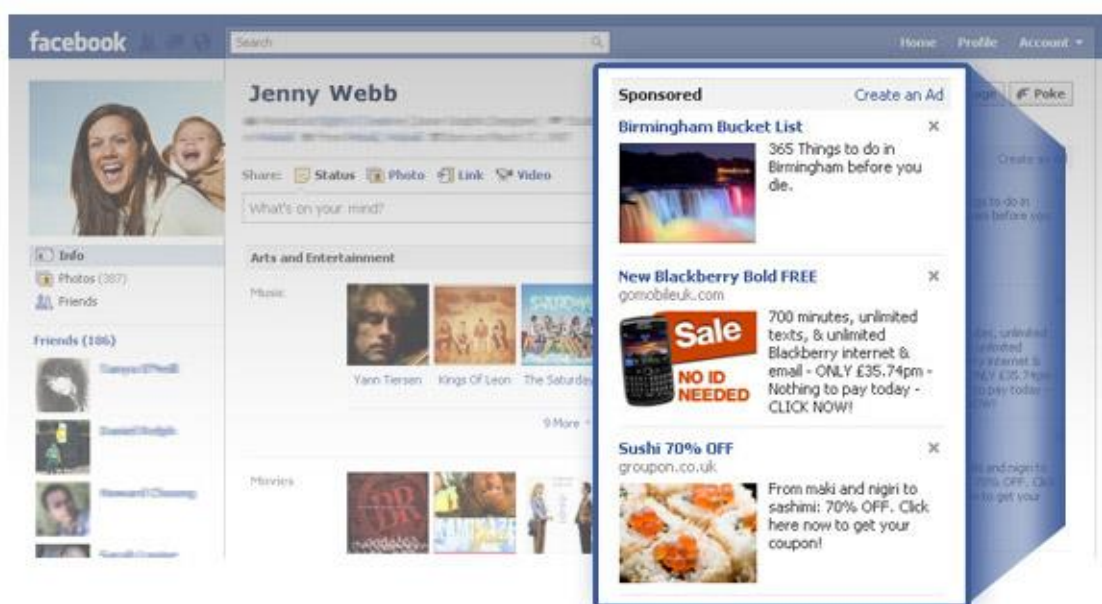 facebook
Search
Home Profile Account
Jenny Webb
Poke
Share: Status Photo Link Video
What's on your mind?
Info
Photos (387)
Friends
Friends (186)
Arts and Entertainment
Music
Yann Tiersen Kings Of Leon The Saturday
9 More
Movies
Sponsored Create an Ad
Birmingham Bucket List
365 Things to do in
Birmingham before you
die.
New Blackberry Bold FREE
gomobileuk.com
Sale
NO ID
NEEDED
700 minutes, unlimited
texts, & unlimited
Blackberry internet &
email - ONLY £35.74pm -
Nothing to pay today -
CLICK NOW!
Sushi 70% OFF
groupon.co.uk
From maki and nigiri to
sashimi: 70% OFF. Click
here now to get your
coupon!
Create an Ad